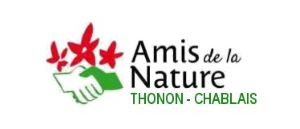 Amis de la
Nature
THONON - CHABLAIS